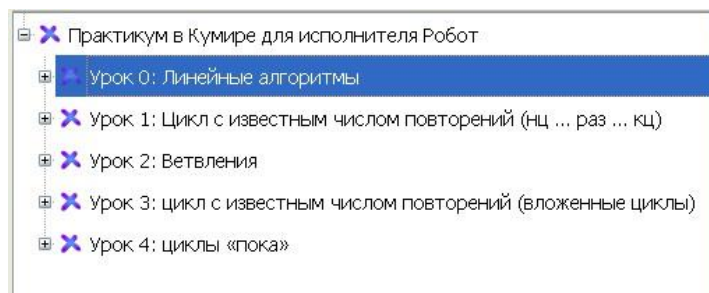 Практикум в Кумире для исполнителя Робот
Урок 0: Линейные алгоритмы
Урок 1: Цикл с известным числом повторений (нц ... раз ... кц)
Урок 2: Ветвления
Урок 3: цикл с известным числом повторений (вложенные циклы)
Урок 4: циклы «пока»